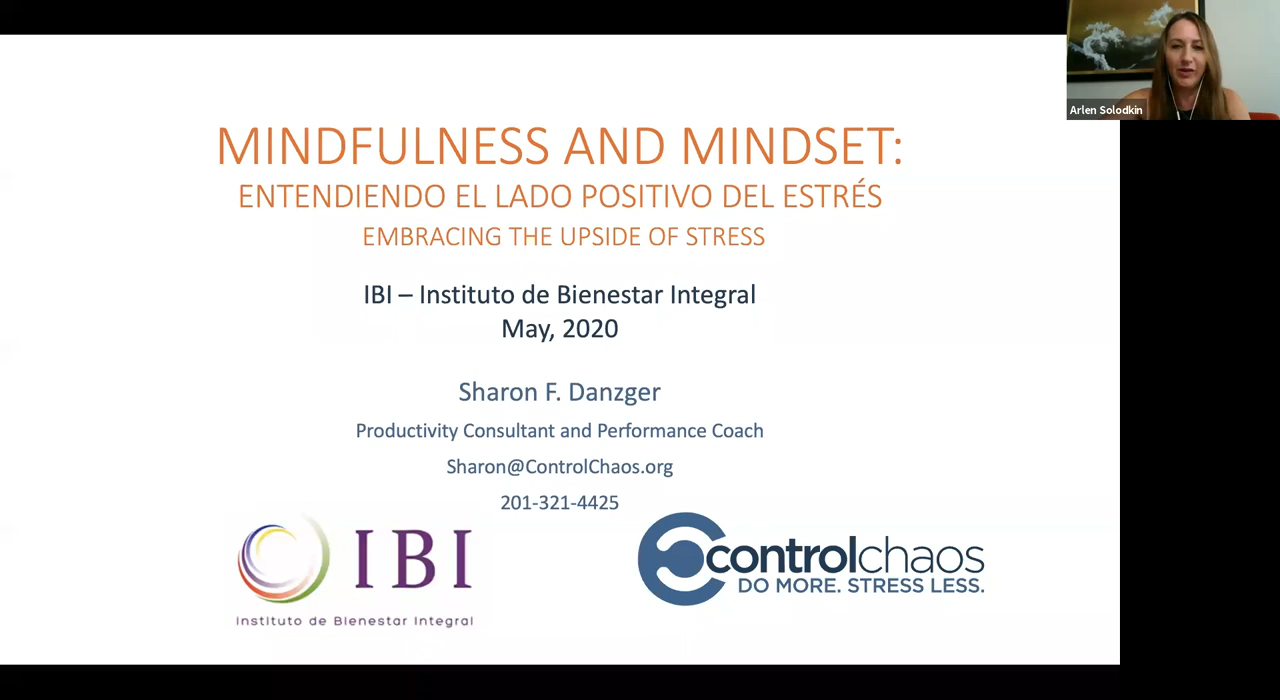 Arlen Solodkin
MINDFULNESS AND MINDSET:
ENTENDIENDO EL LADO POSITIVO DEL ESTRÉS
EMBRACING THE UPSIDE OF STRESS
IBI – Instituto de Bienestar Integral
May, 2020
Sharon F. Danzger
Productivity Consultant and Performance Coach
Sharon@ControlChaos.org
201-321-4425
IBI
Instituto de Bienestar Integral
controlchaos
DO MORE. STRESS LESS.